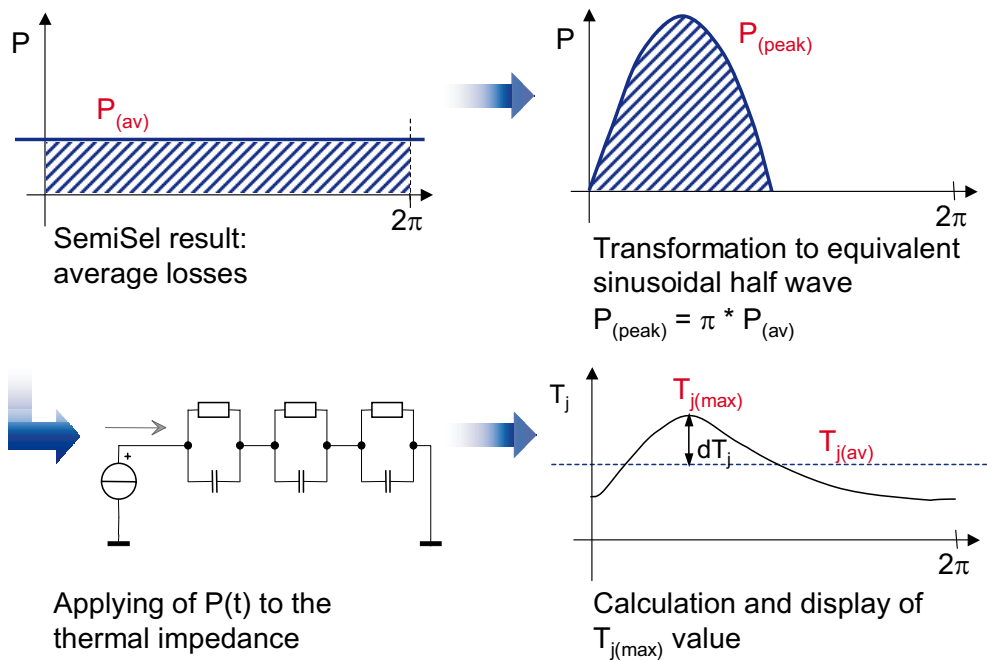 P
P(av)
2π
SemiSel result:
average losses
P
P(peak)
2π
Transformation to equivalent
sinusoidal half wave
P(peak) = π * P(av)
+
Applying of P(t) to the
thermal impedance
Tj
Tj(max)
Tj(av)
dTj
2π
Calculation and display of
Tj(max) value